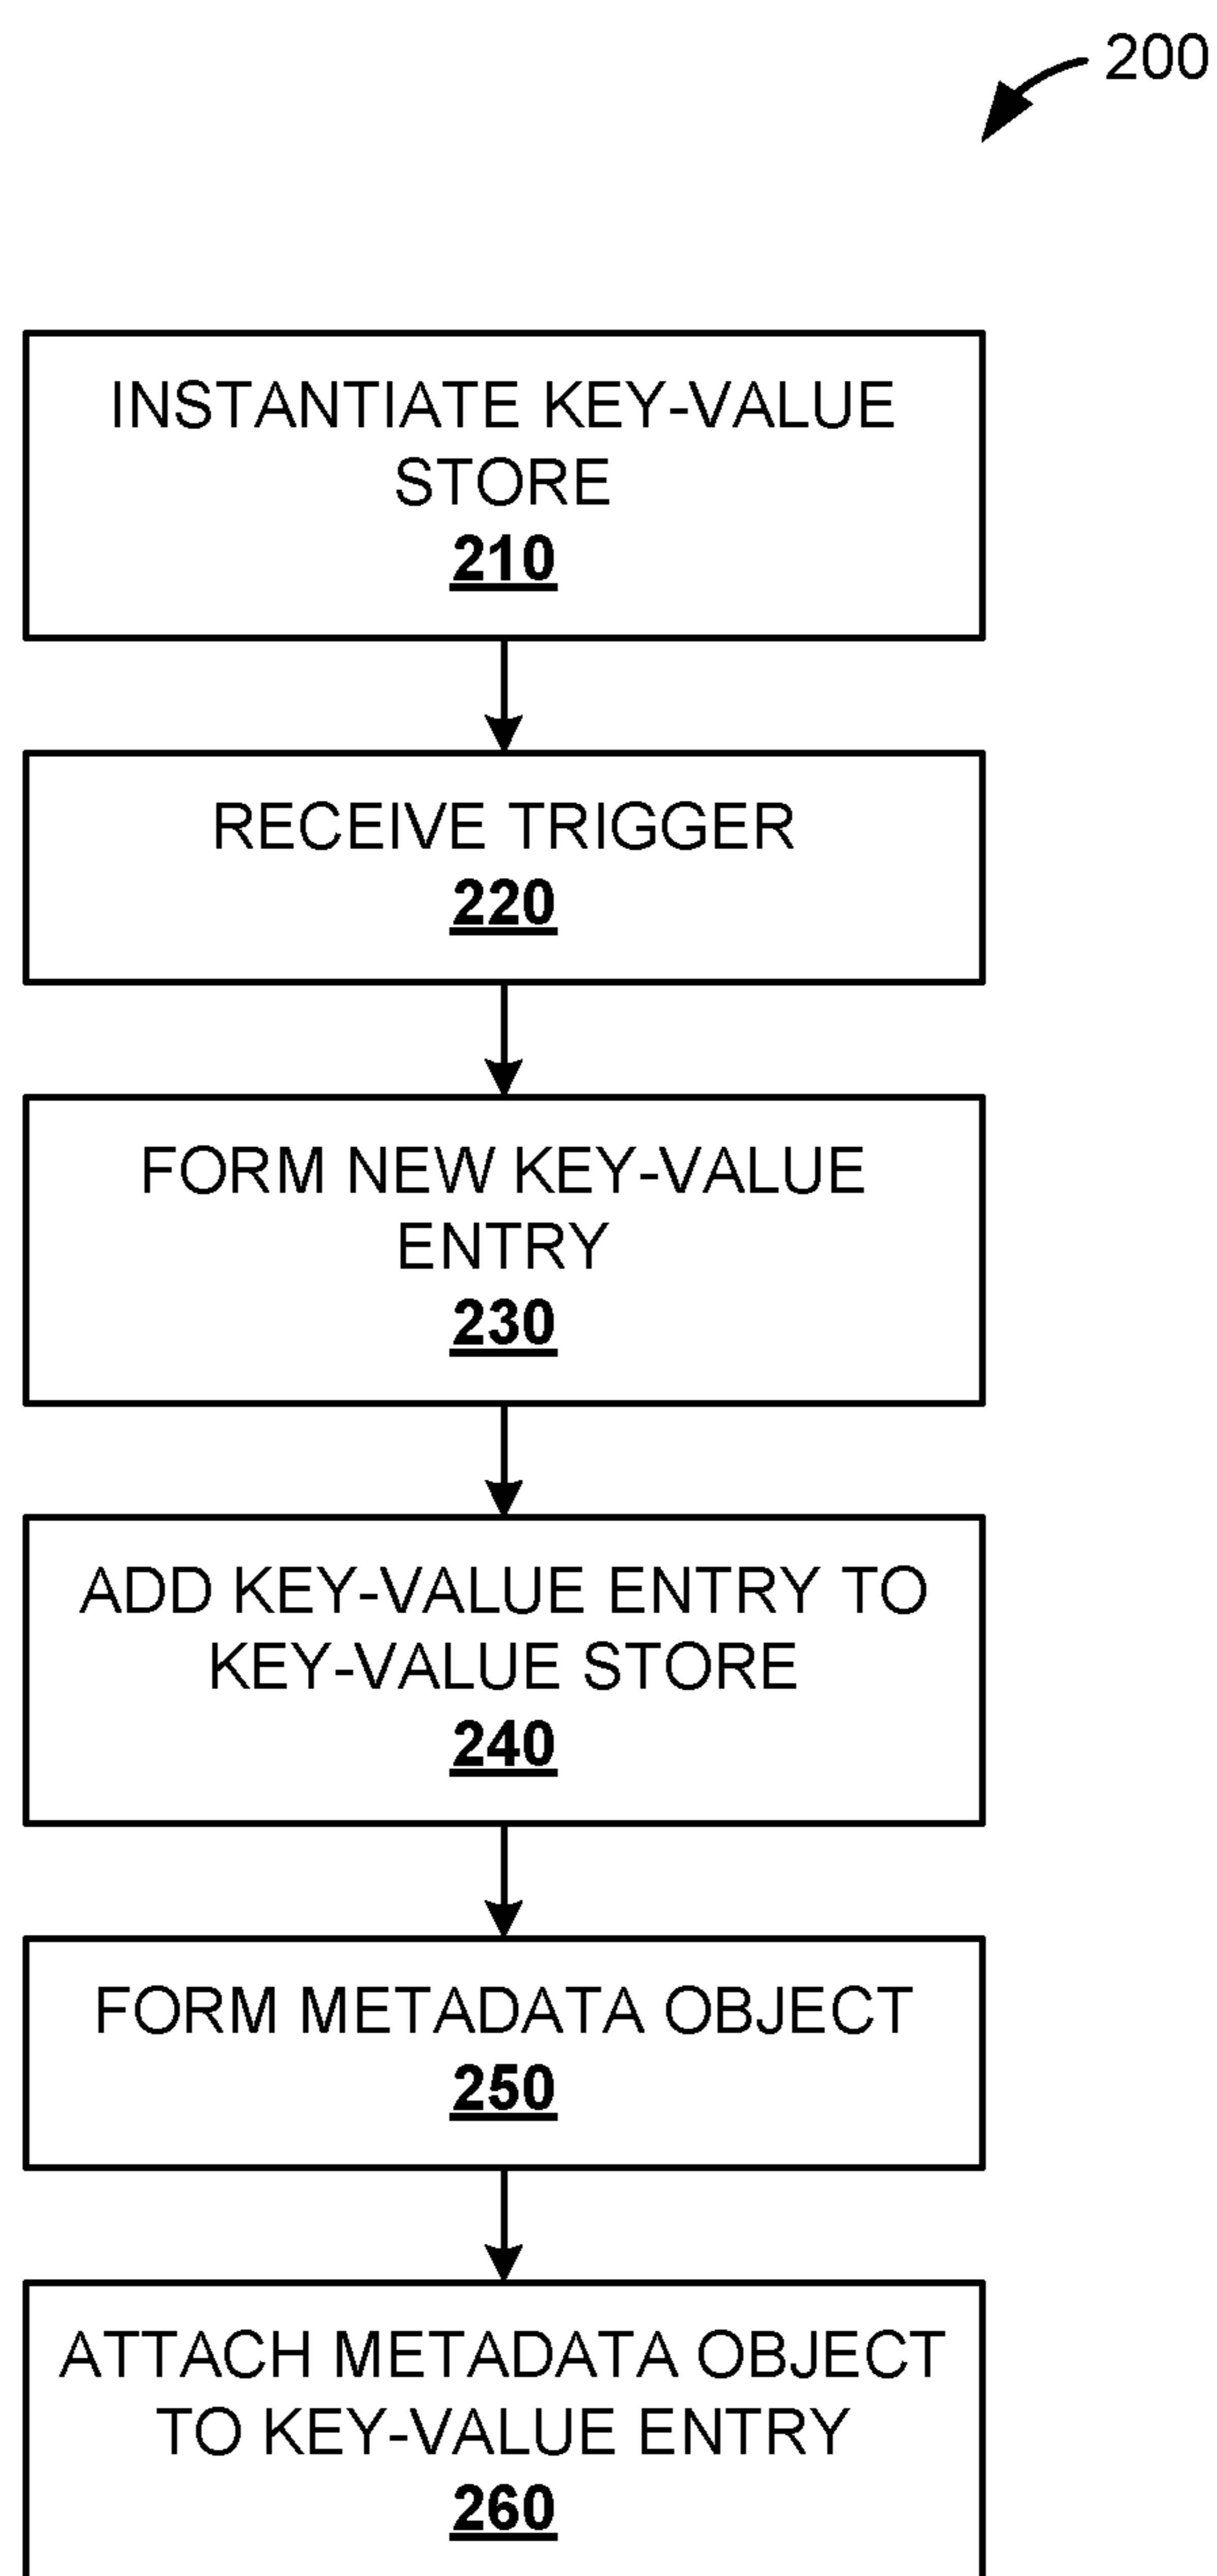 200
INSTANTIATE KEY-VALUE
STORE
210
RECEIVE TRIGGER
220
FORM NEW KEY-VALUE
ENTRY
230
ADD KEY-VALUE ENTRY TO
KEY-VALUE STORE
240
FORM METADATA OBJECT
250
ATTACH METADATA OBJECT
TO KEY-VALUE ENTRY
260